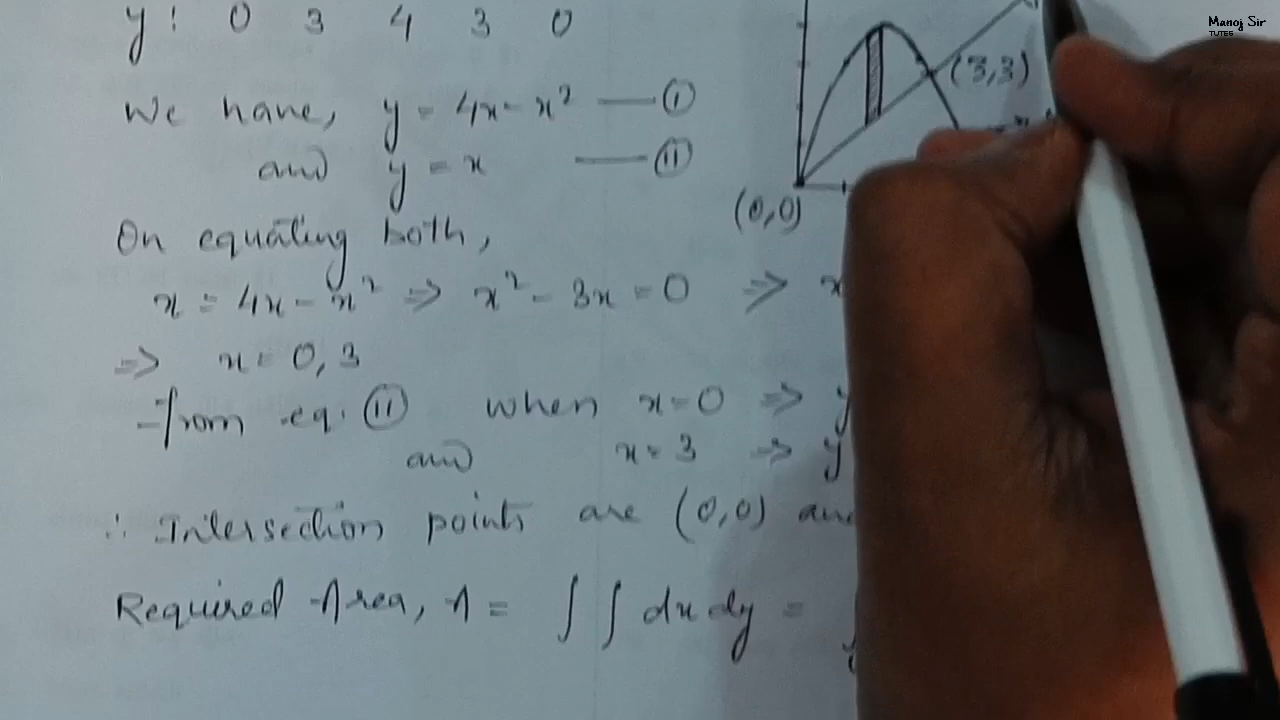 Manoj Sir
TUTES
y: 0 3 4 3 0
(3,3)
(0,0)
We have, y = 4x - x² —— (I)
and y = x —— (II)
On equating both,
x = 4x - x² ⇒ x² - 3x = 0 ⇒ x
⇒ x = 0, 3
from eq. (II) when x = 0 ⇒ y
and x = 3 ⇒ y
∴ Intersection points are (0,0) and
Required Area, A = ∫∫ dx dy =